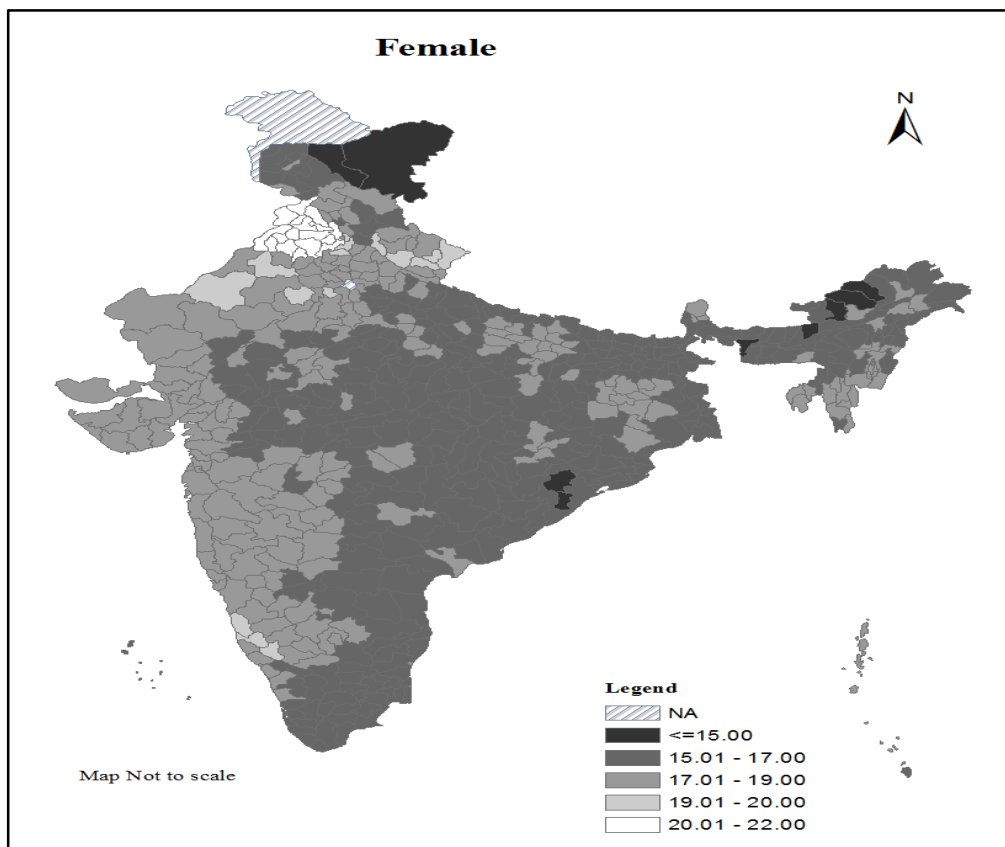 Female
N
Legend
NA
<=15.00
15.01 - 17.00
17.01 - 19.00
19.01 - 20.00
20.01 - 22.00
Map Not to scale